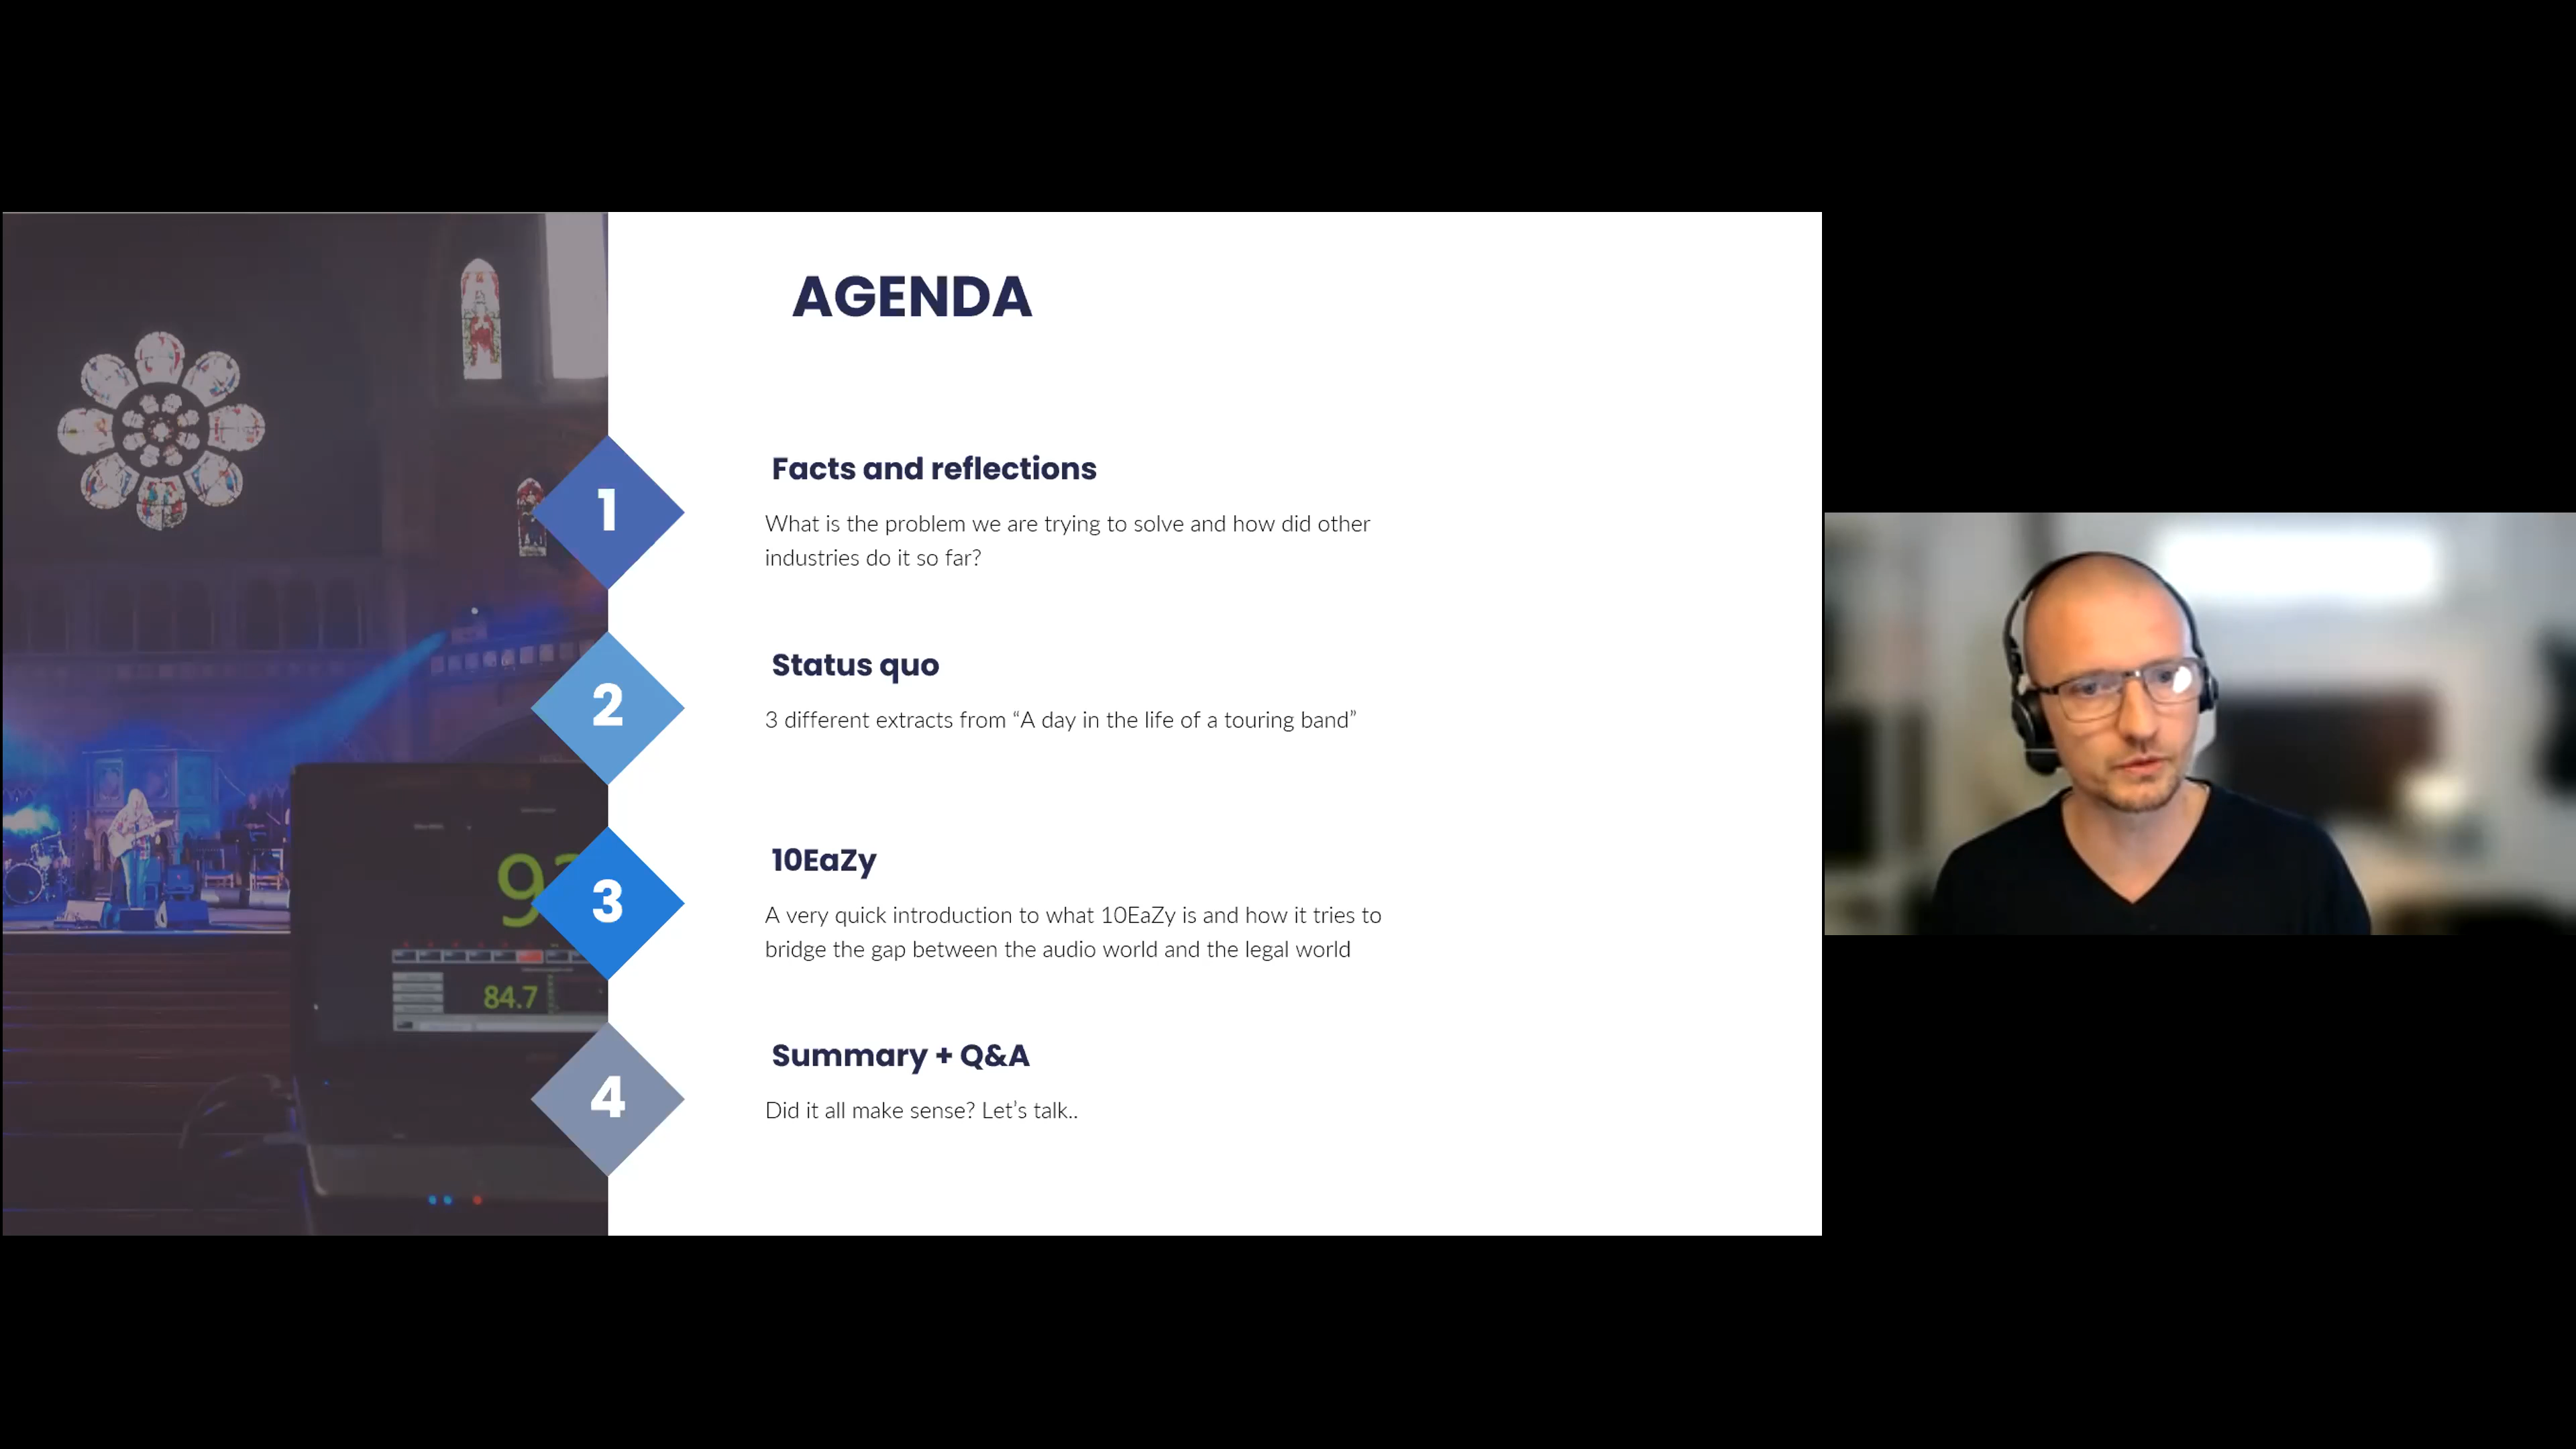 AGENDA
1
Facts and reflections
What is the problem we are trying to solve and how did other
industries do it so far?
2
Status quo
3 different extracts from “A day in the life of a touring band”
3
10EaZy
A very quick introduction to what 10EaZy is and how it tries to
bridge the gap between the audio world and the legal world
84.7
4
Summary + Q&A
Did it all make sense? Let’s talk..